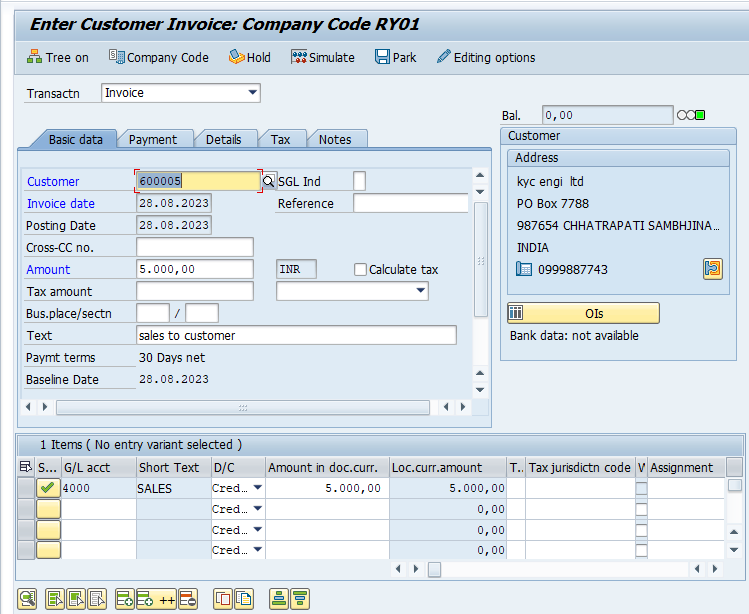 Enter Customer Invoice: Company Code RY01
Tree on Company Code Hold Simulate Park Editing options
Transactn Invoice
Bal. 0,00
Basic data Payment Details Tax Notes
Customer 600005 SGL Ind
Invoice date 28.08.2023 Reference
Posting Date 28.08.2023
Cross-CC no.
Amount 5.000,00 INR Calculate tax
Tax amount
Bus.place/sectn /
Text sales to customer
Paymt terms 30 Days net
Baseline Date 28.08.2023
Customer
Address
kyc engi ltd
PO Box 7788
987654 CHHATRAPATI SAMBHJINA...
INDIA
0999887743
OIs
Bank data: not available
1 Items ( No entry variant selected )
S... G/L acct Short Text D/C Amount in doc.curr. Loc.curr.amount T.. Tax jurisdictn code V Assignment
4000 SALES Cred... 5.000,00 5.000,00
Cred... 0,00
Cred... 0,00
Cred... 0,00
++